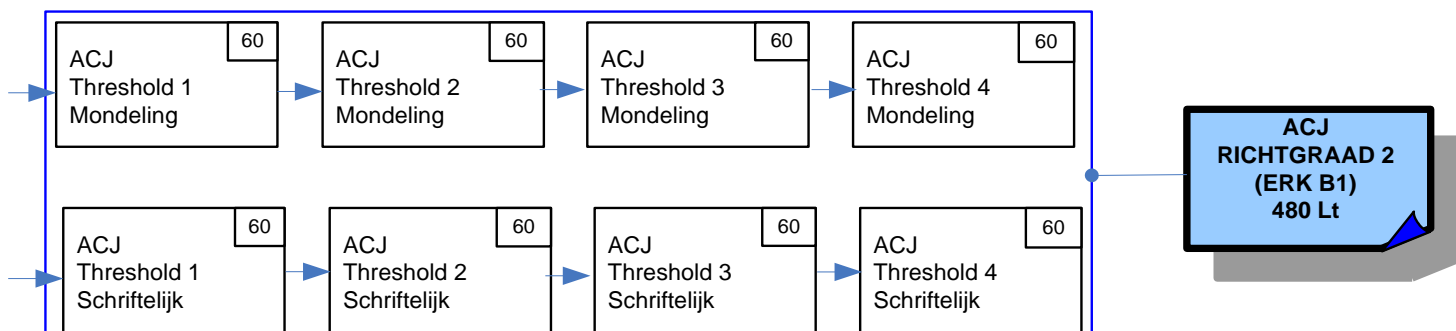 60
ACJ
Threshold 1
Mondeling
60
ACJ
Threshold 2
Mondeling
60
ACJ
Threshold 3
Mondeling
60
ACJ
Threshold 4
Mondeling
ACJ
RICHTGRAAD 2
(ERK B1)
480 Lt
60
ACJ
Threshold 1
Schriftelijk
60
ACJ
Threshold 2
Schriftelijk
60
ACJ
Threshold 3
Schriftelijk
60
ACJ
Threshold 4
Schriftelijk